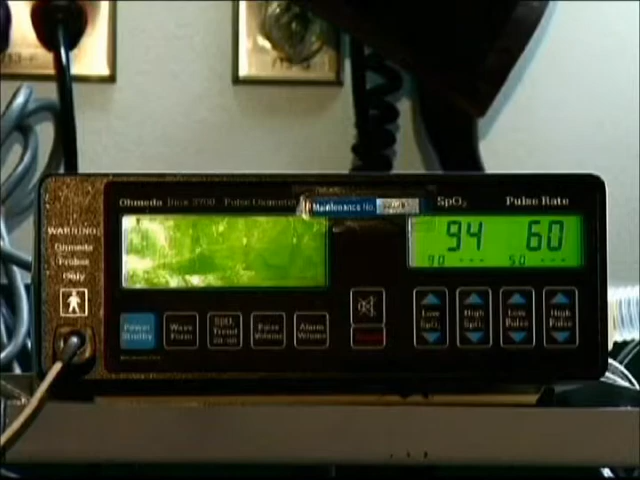 Ohmeda Biox 3700 Pulse Oximeter
Maintenance No.
SpO₂ Pulse Rate
WARNING:
Ohmeda
Probes
Only
94 60
90 --- 50 ---
Power
Standby
Wave
Form
SpO₂
Trend
Pulse
Volume
Alarm
Volume
Low
SpO₂
High
SpO₂
Low
Pulse
High
Pulse